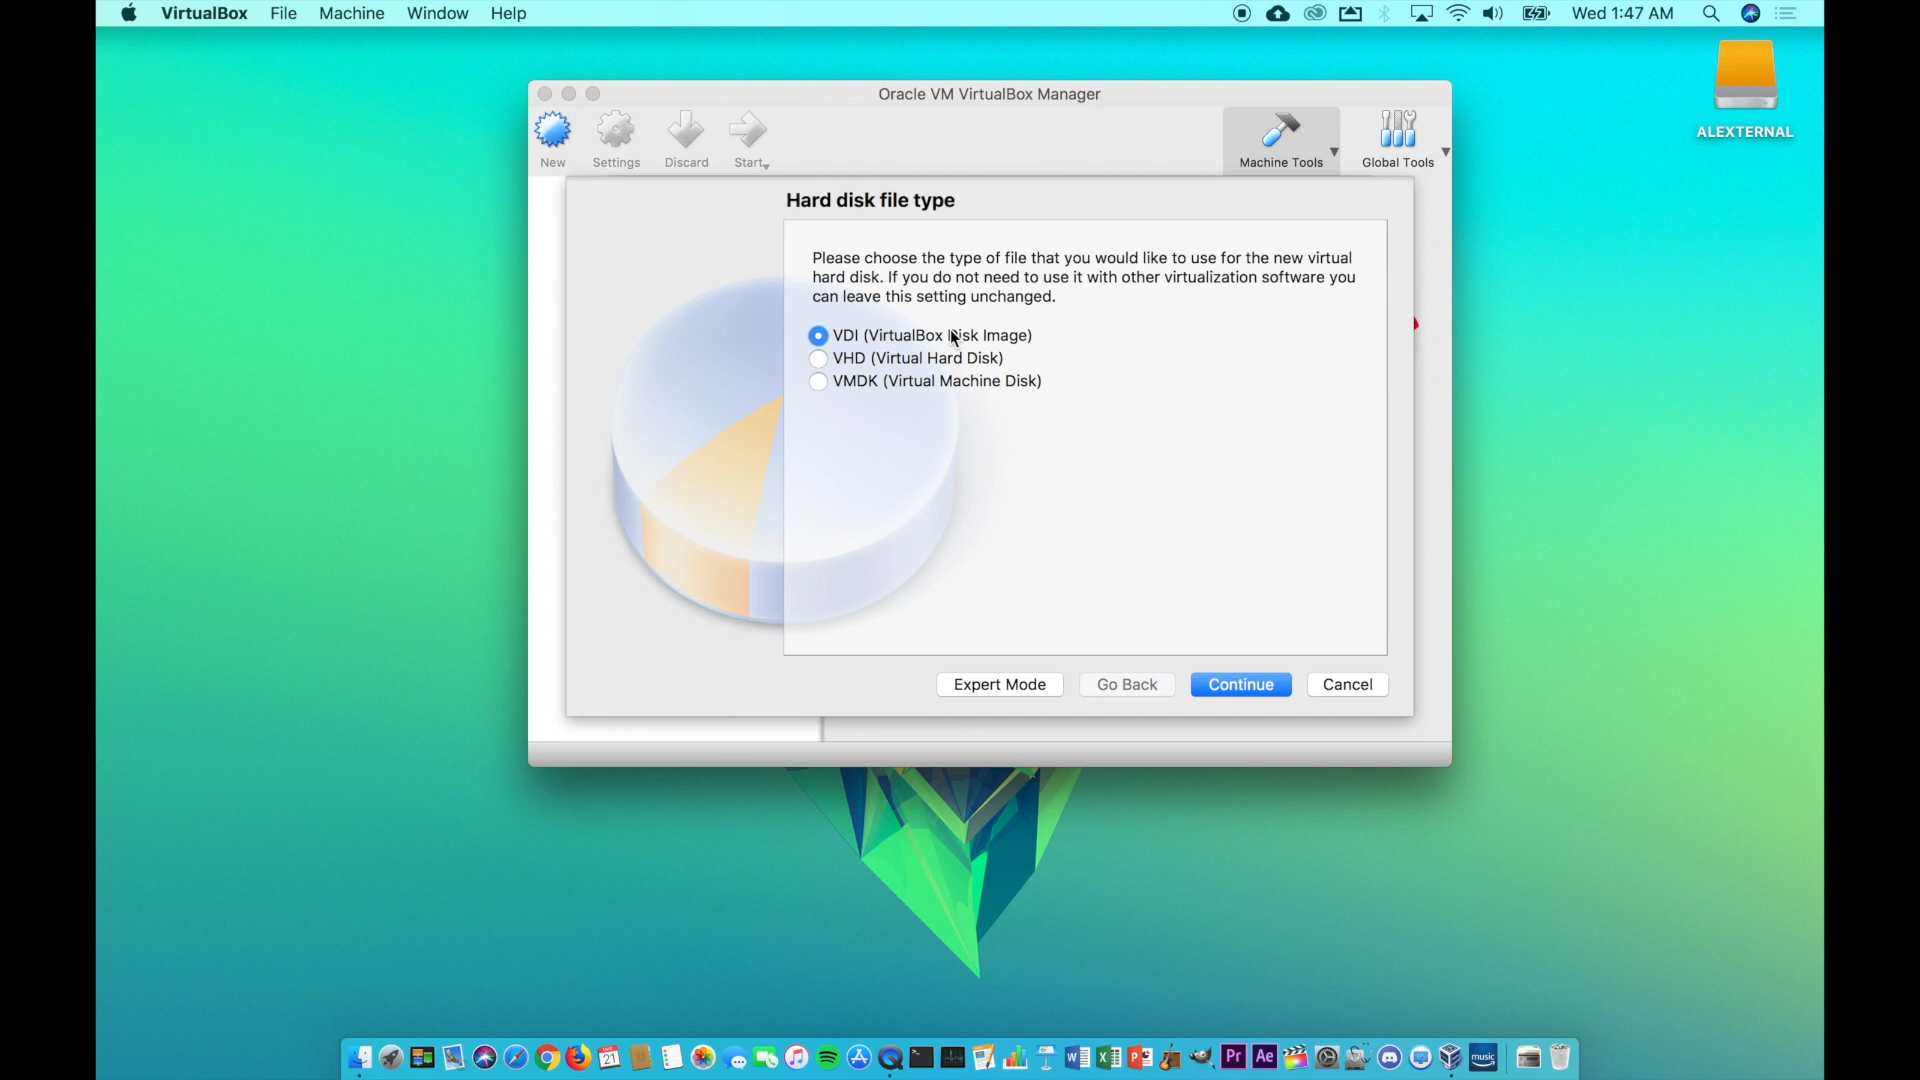 VirtualBox File Machine Window Help Wed 1:47 AM
ALEXTERNAL
Oracle VM VirtualBox Manager
New Settings Discard Start Machine Tools Global Tools
Hard disk file type
Please choose the type of file that you would like to use for the new virtual
hard disk. If you do not need to use it with other virtualization software you
can leave this setting unchanged.
VDI (VirtualBox Disk Image)
VHD (Virtual Hard Disk)
VMDK (Virtual Machine Disk)
Expert Mode Go Back Continue Cancel
21 Pr Ae music